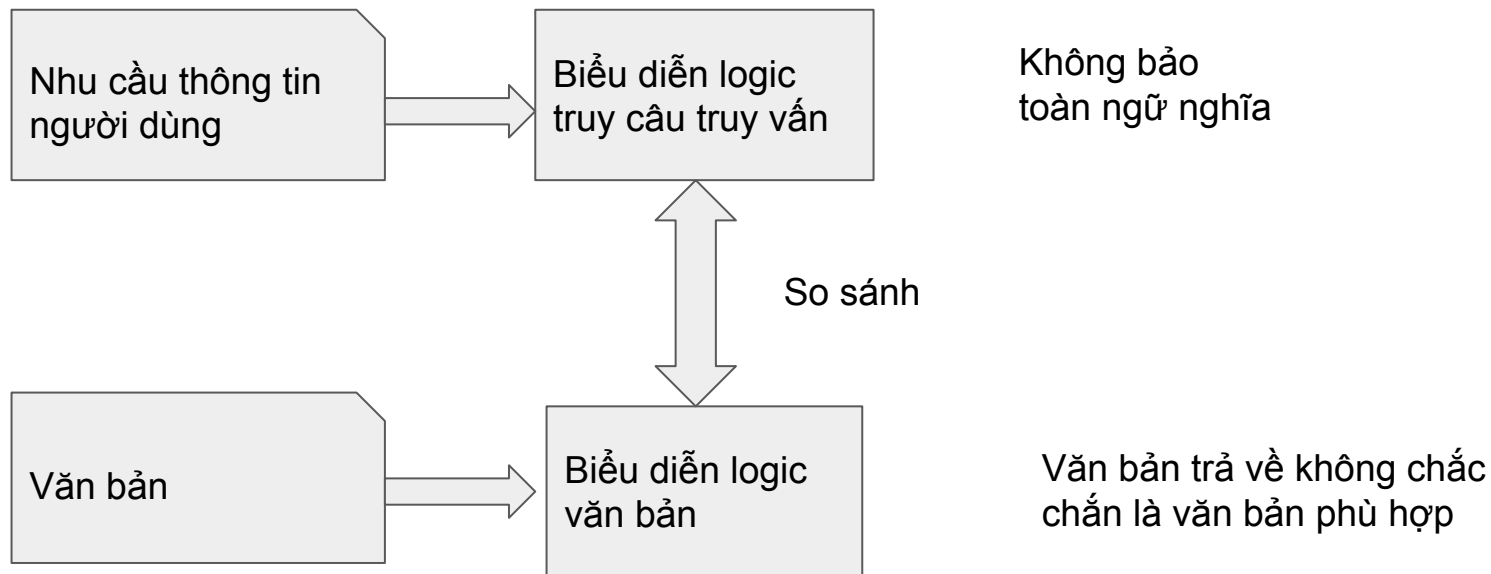 Nhu cầu thông tin
người dùng
Biểu diễn logic
truy câu truy vấn
Không bảo
toàn ngữ nghĩa
So sánh
Văn bản
Biểu diễn logic
văn bản
Văn bản trả về không chắc
chắn là văn bản phù hợp